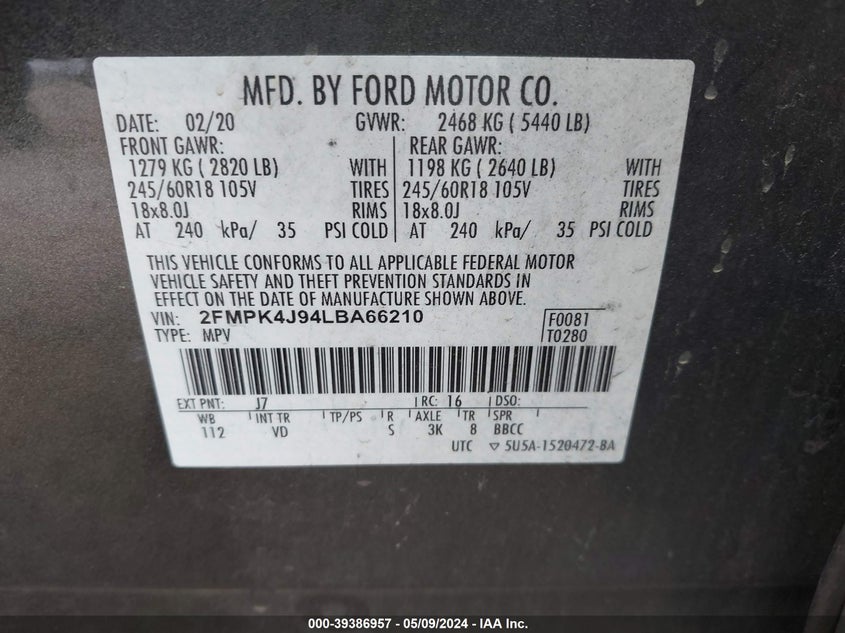 MFD. BY FORD MOTOR CO.
DATE: 02/20 GVWR: 2468 KG ( 5440 LB)
FRONT GAWR: REAR GAWR:
1279 KG ( 2820 LB) WITH 1198 KG ( 2640 LB) WITH
245/60R18 105V TIRES 245/60R18 105V TIRES
18x8.0J RIMS 18x8.0J RIMS
AT 240 kPa/ 35 PSI COLD AT 240 kPa/ 35 PSI COLD
THIS VEHICLE CONFORMS TO ALL APPLICABLE FEDERAL MOTOR
VEHICLE SAFETY AND THEFT PREVENTION STANDARDS IN
EFFECT ON THE DATE OF MANUFACTURE SHOWN ABOVE.
VIN: 2FMPK4J94LBA66210 F0081
TYPE: MPV T0280
EXT PNT: J7 RC: 16 DSO:
WB INT TR TP/PS R AXLE TR SPR
112 VD S 3K 8 BBCC
UTC ▽ 5U5A-1520472-BA
000-39386957 - 05/09/2024 - IAA Inc.